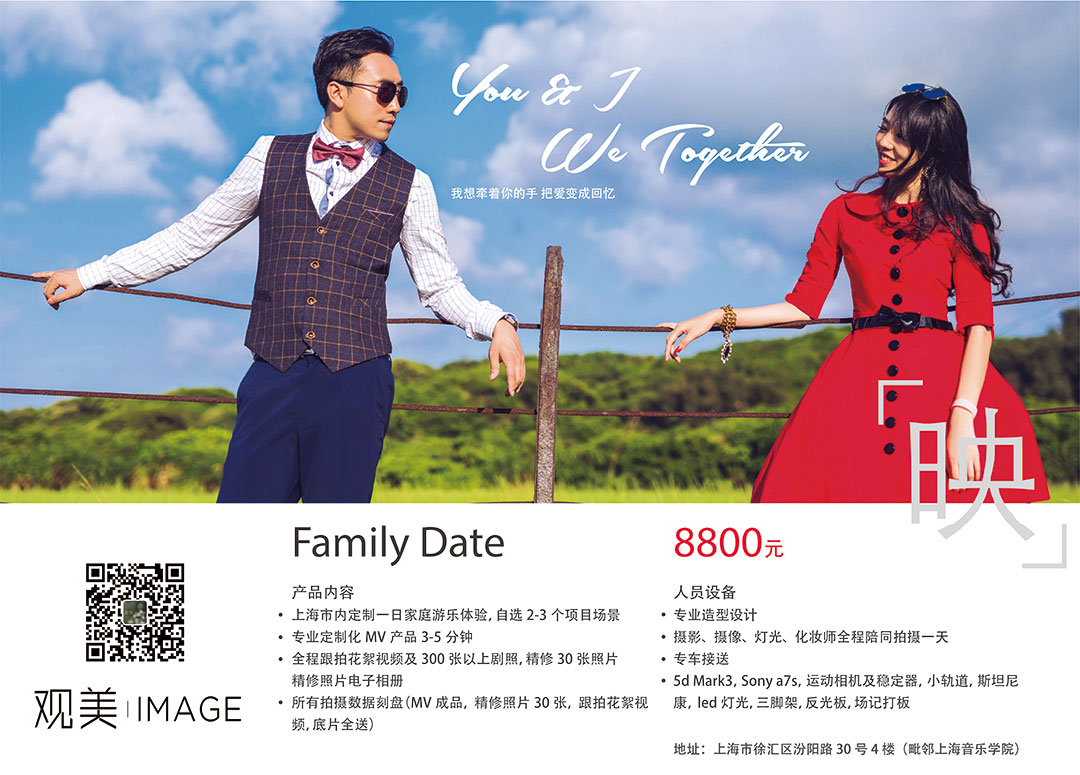 You & I
We Together
我想牵着你的手 把爱变成回忆
「映」
Family Date
8800元
产品内容
• 上海市内定制一日家庭游乐体验, 自选 2-3 个项目场景
• 专业定制化 MV 产品 3-5 分钟
• 全程跟拍花絮视频及 300 张以上剧照, 精修 30 张照片
精修照片电子相册
• 所有拍摄数据刻盘(MV 成品, 精修照片 30 张, 跟拍花絮视
频, 底片全送)
人员设备
• 专业造型设计
• 摄影、摄像、灯光、化妆师全程陪同拍摄一天
• 专车接送
• 5d Mark3, Sony a7s, 运动相机及稳定器, 小轨道, 斯坦尼
康, led 灯光, 三脚架, 反光板, 场记打板
地址: 上海市徐汇区汾阳路 30 号 4 楼 (毗邻上海音乐学院)
观美 | IMAGE